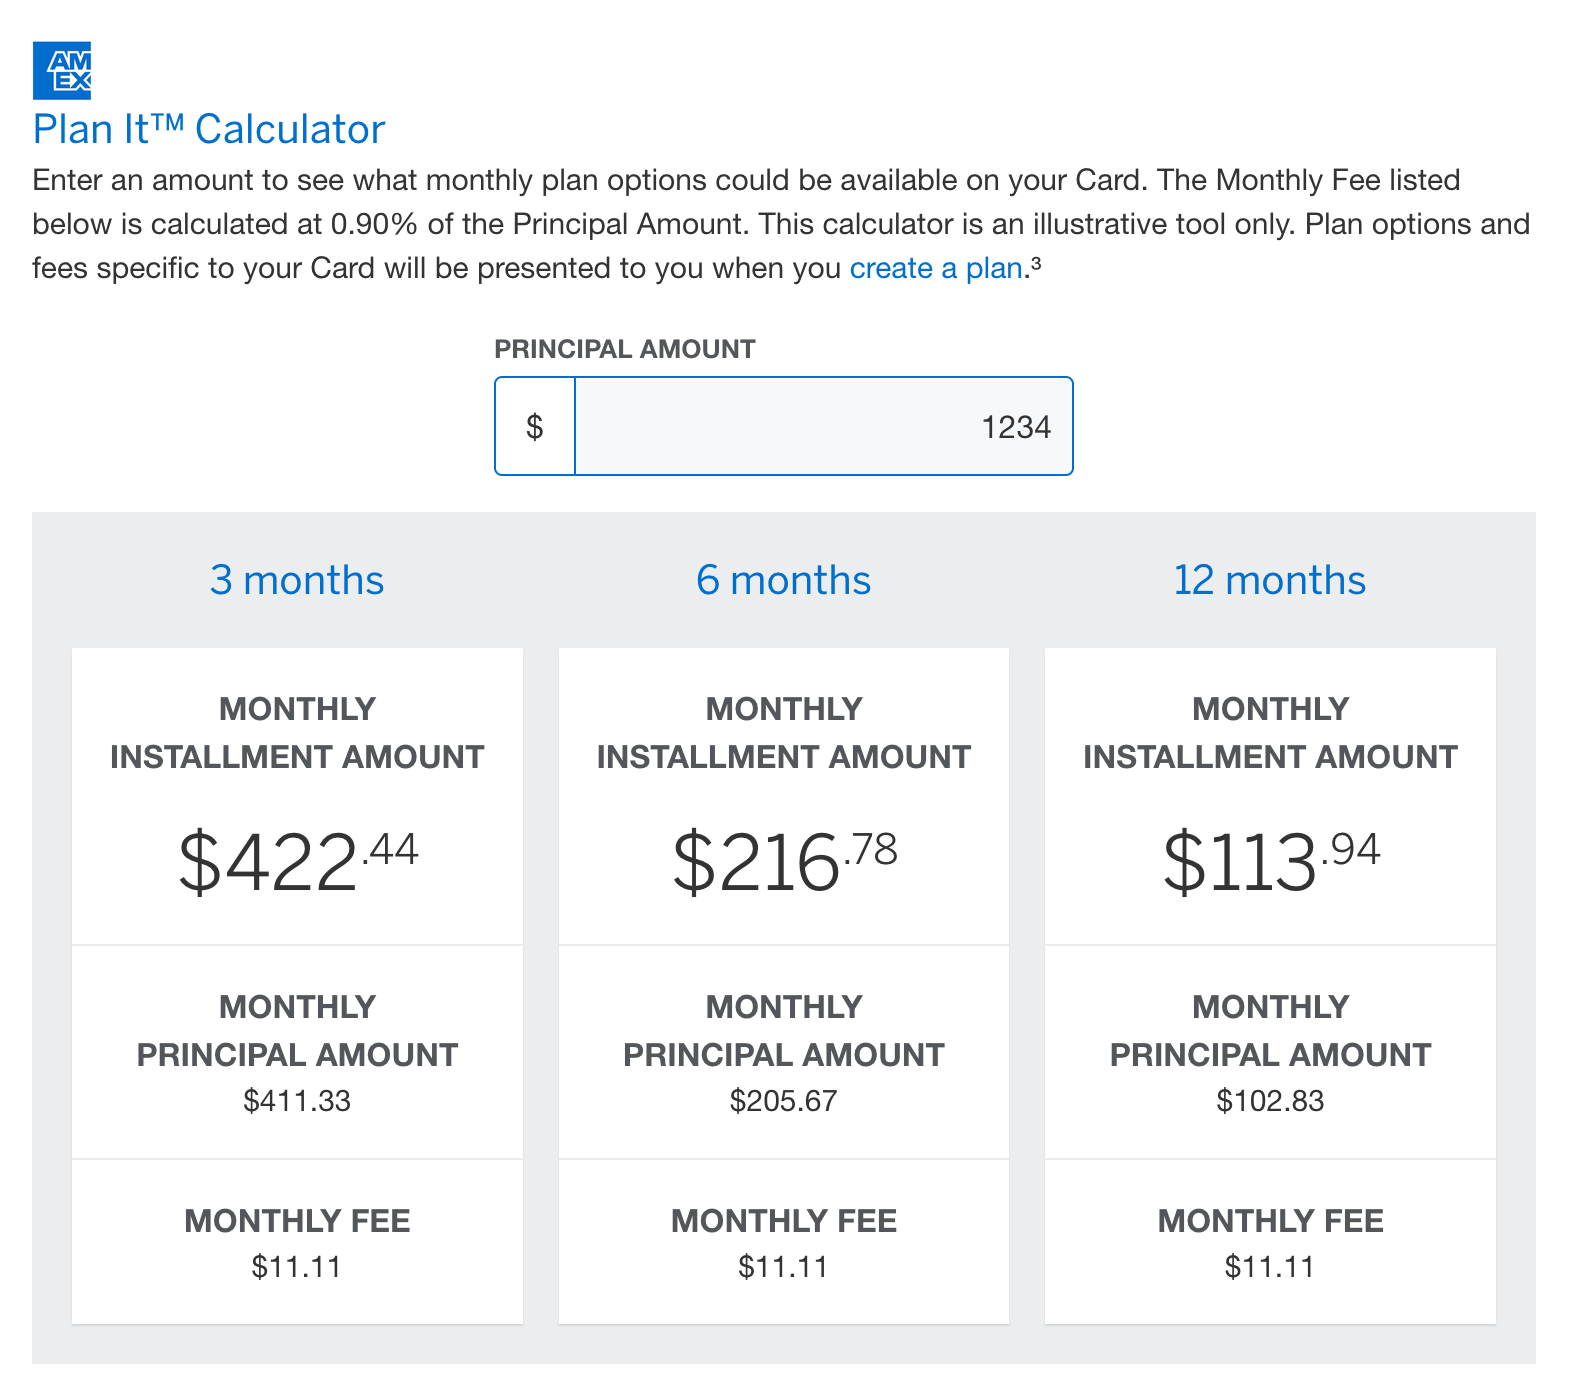 AM
EX
Plan It™ Calculator
Enter an amount to see what monthly plan options could be available on your Card. The Monthly Fee listed
below is calculated at 0.90% of the Principal Amount. This calculator is an illustrative tool only. Plan options and
fees specific to your Card will be presented to you when you create a plan.³
PRINCIPAL AMOUNT
$ 1234
3 months
MONTHLY
INSTALLMENT AMOUNT
$422.44
MONTHLY
PRINCIPAL AMOUNT
$411.33
MONTHLY FEE
$11.11
6 months
MONTHLY
INSTALLMENT AMOUNT
$216.78
MONTHLY
PRINCIPAL AMOUNT
$205.67
MONTHLY FEE
$11.11
12 months
MONTHLY
INSTALLMENT AMOUNT
$113.94
MONTHLY
PRINCIPAL AMOUNT
$102.83
MONTHLY FEE
$11.11